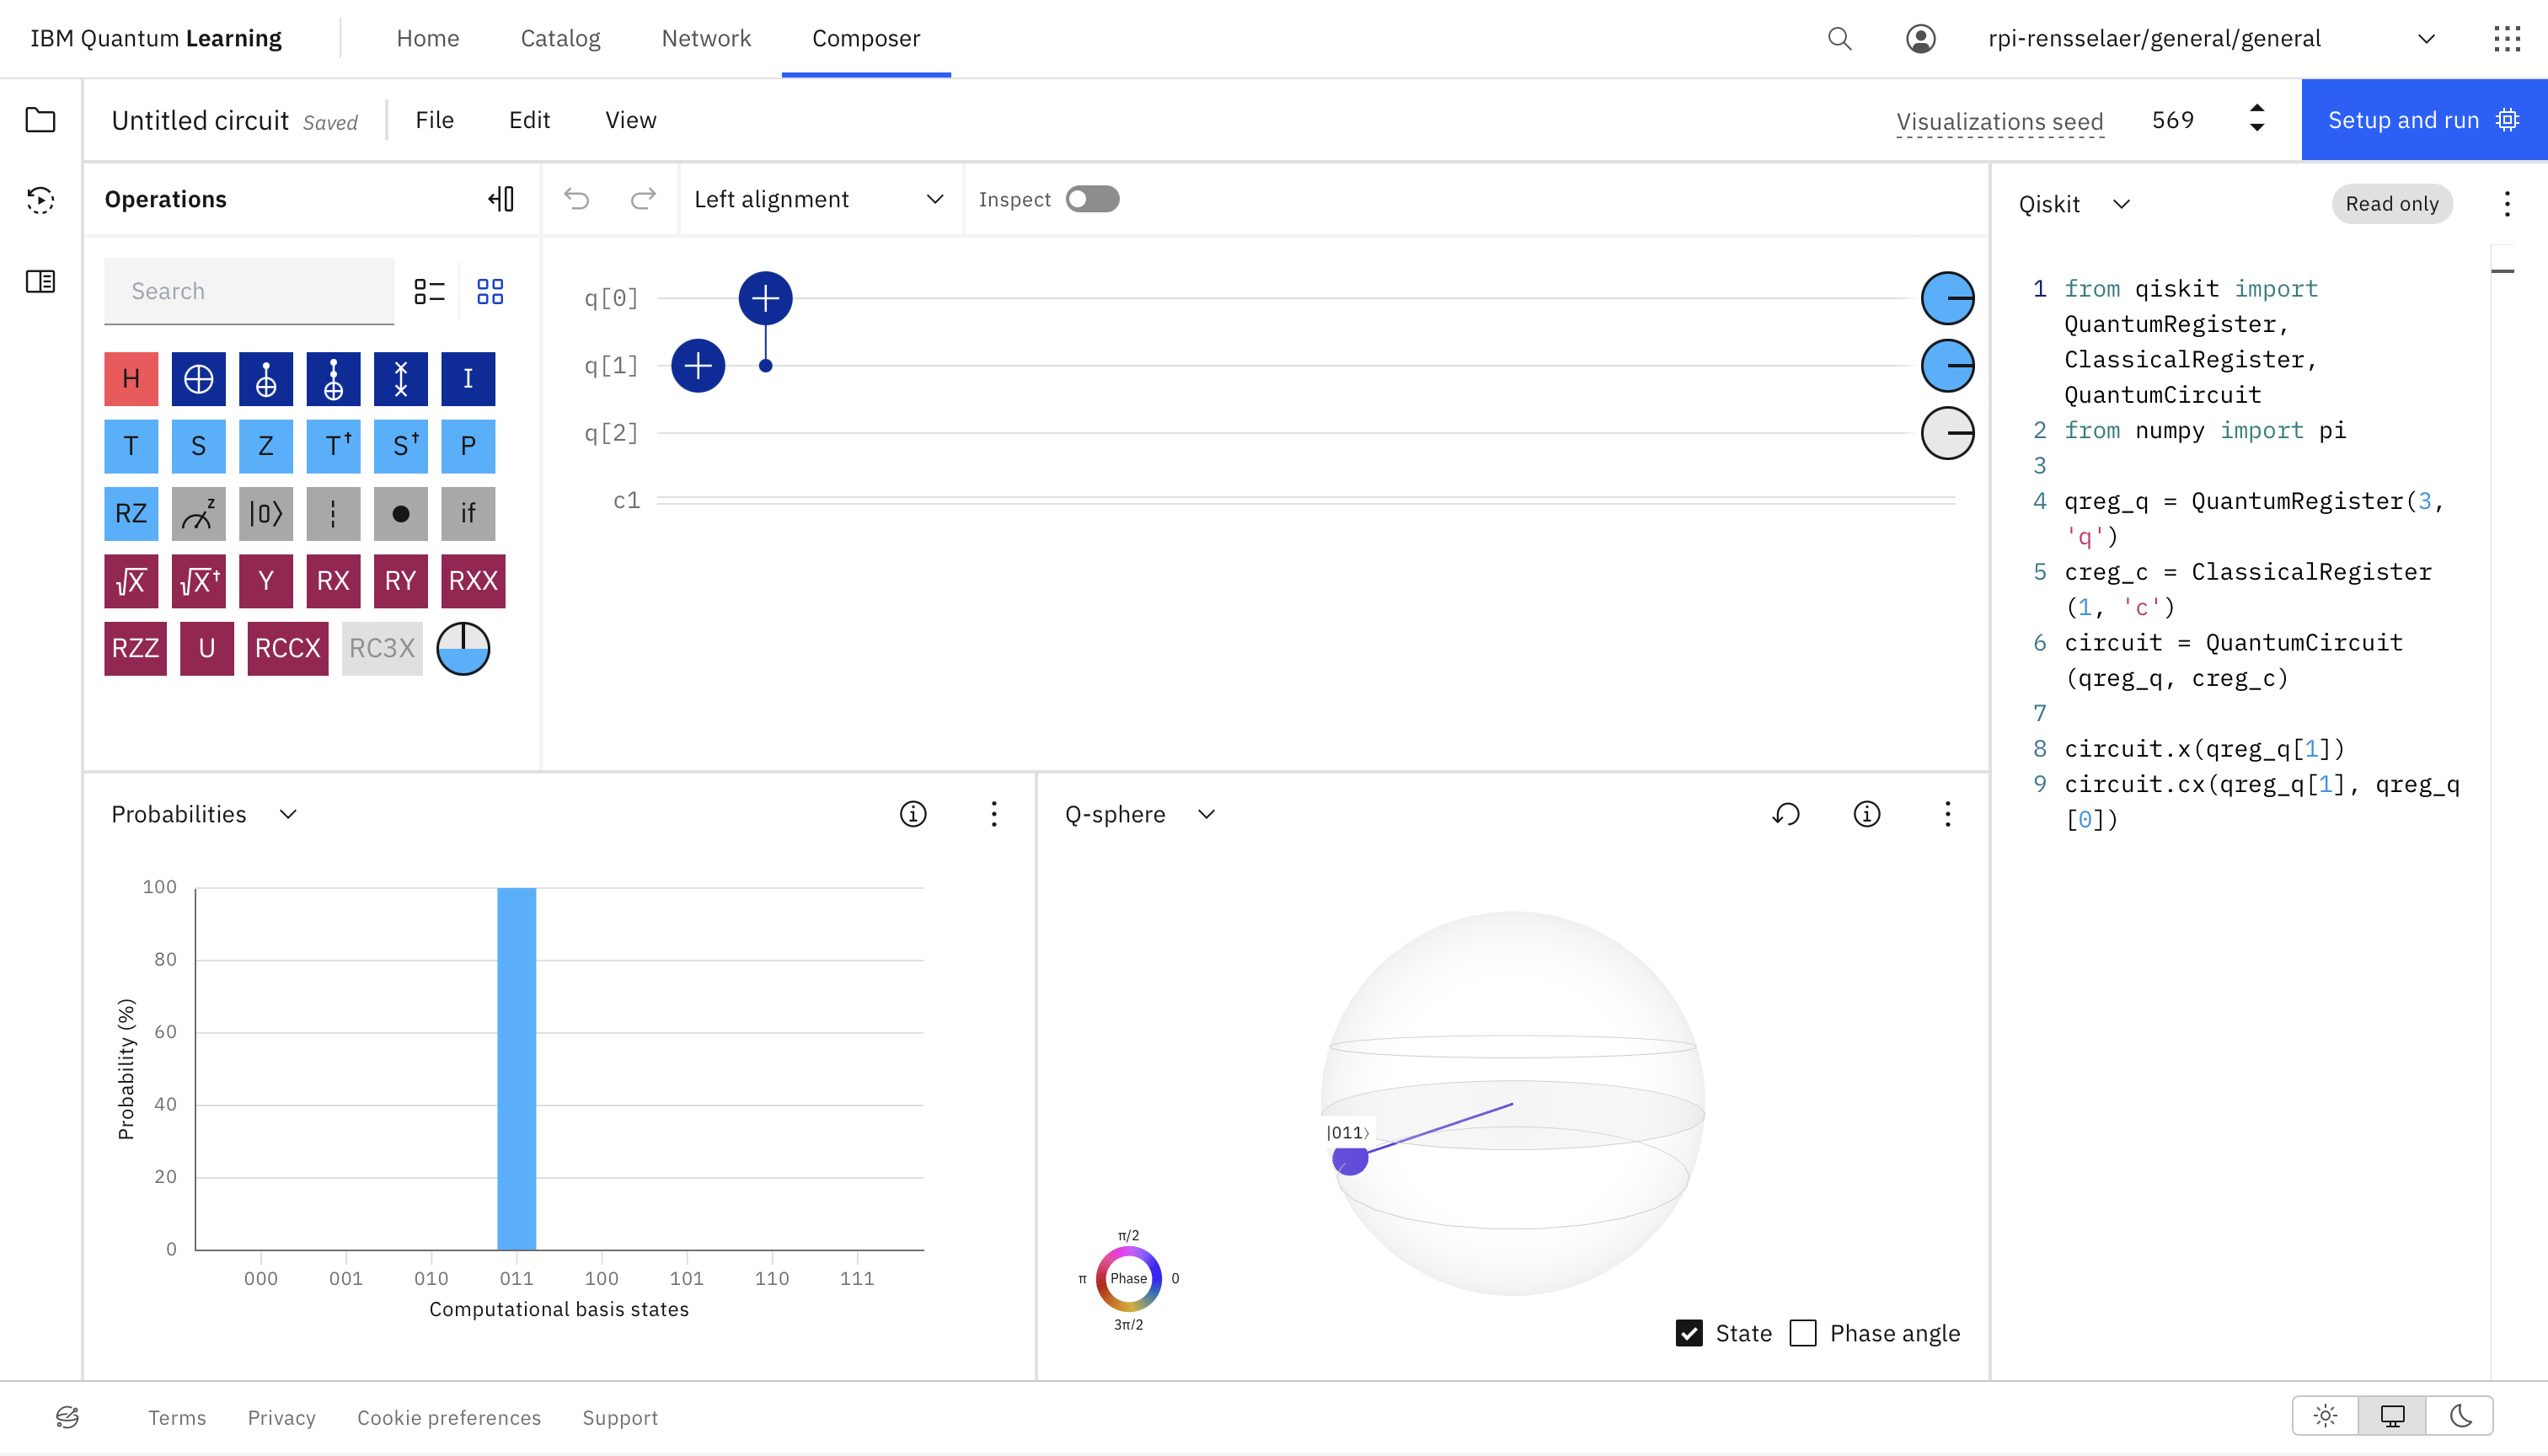 IBM Quantum Learning
Home
Catalog
Network
Composer
rpi-rensselaer/general/general
Untitled circuit
Saved
File
Edit
View
Visualizations seed
569
Setup and run
Operations
Left alignment
Inspect
Search
H
I
T S Z T† S† P
RZ z |0⟩ if
√X √X† Y RX RY RXX
RZZ U RCCX RC3X
q[0]
q[1]
q[2]
c1
Qiskit
Read only
1 from qiskit import
QuantumRegister,
ClassicalRegister,
QuantumCircuit
2 from numpy import pi
3
4 qreg_q = QuantumRegister(3,
'q')
5 creg_c = ClassicalRegister
(1, 'c')
6 circuit = QuantumCircuit
(qreg_q, creg_c)
7
8 circuit.x(qreg_q[1])
9 circuit.cx(qreg_q[1], qreg_q
[0])
Probabilities
100
80
60
40
20
0
Probability (%)
000 001 010 011 100 101 110 111
Computational basis states
Q-sphere
|011⟩
π/2
π
Phase
0
3π/2
State
Phase angle
Terms
Privacy
Cookie preferences
Support